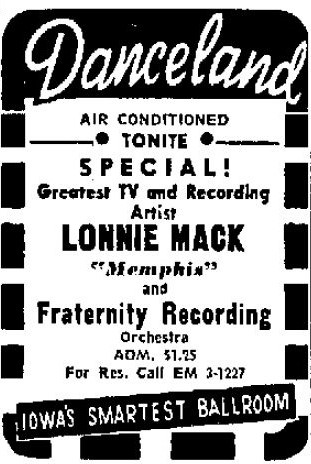 Danceland
AIR CONDITIONED
TONITE
SPECIAL!
Greatest TV and Recording
Artist
LONNIE MACK
"Memphis"
and
Fraternity Recording
Orchestra
ADM. $1.25
For Res. Call EM 3-1227
IOWA'S SMARTEST BALLROOM